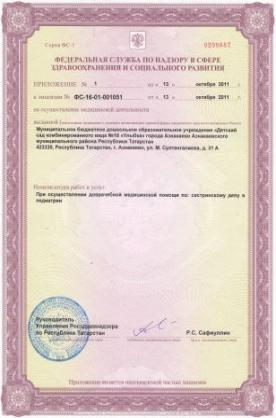 Серия ФС-1
0299887
ФЕДЕРАЛЬНАЯ СЛУЖБА ПО НАДЗОРУ В СФЕРЕ
ЗДРАВООХРАНЕНИЯ И СОЦИАЛЬНОГО РАЗВИТИЯ
ПРИЛОЖЕНИЕ № 1 от « 13 » октября 2011 г.
к лицензии № ФС-16-01-001051 от « 13 » октября 2011 г.
на осуществление медицинской деятельности
выданной
Муниципальное бюджетное дошкольное образовательное учреждение «Детский
сад комбинированного вида города Азнакаево Азнакаевского
муниципального района Республики Татарстан»
423330, Республика Татарстан, г. Азнакаево, ул. М. Султангалиева, д. 31 А
Номенклатура работ и услуг:
При осуществлении доврачебной медицинской помощи по: сестринскому делу в
педиатрии
Руководитель
Управления Росздравнадзора
по Республике Татарстан
Р.С. Сафиуллин
Приложение является неотъемлемой частью лицензии